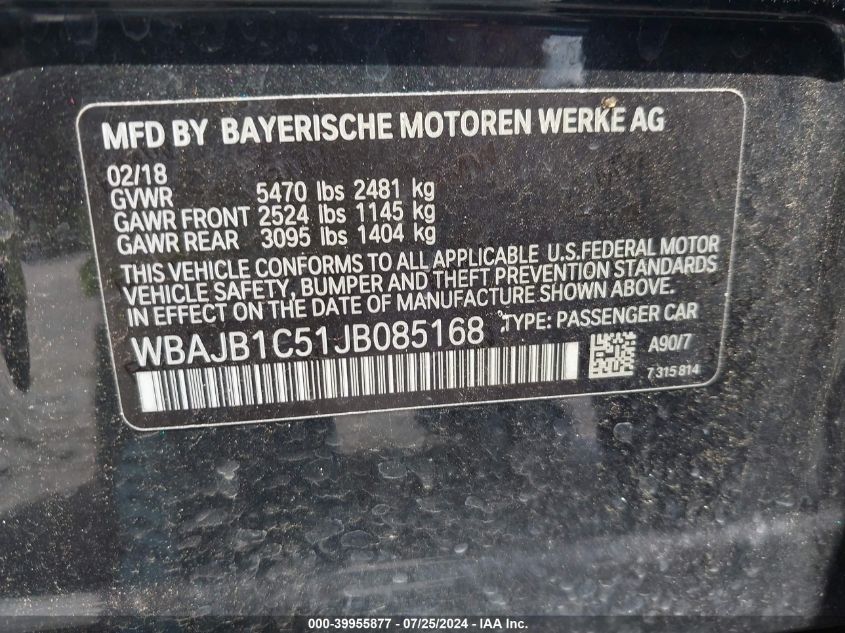 MFD BY BAYERISCHE MOTOREN WERKE AG
02/18
GVWR 5470 lbs 2481 kg
GAWR FRONT 2524 lbs 1145 kg
GAWR REAR 3095 lbs 1404 kg
THIS VEHICLE CONFORMS TO ALL APPLICABLE U.S.FEDERAL MOTOR
VEHICLE SAFETY, BUMPER AND THEFT PREVENTION STANDARDS
IN EFFECT ON THE DATE OF MANUFACTURE SHOWN ABOVE.
WBAJB1C51JB085168 TYPE: PASSENGER CAR
A90/7
7 315 814
000-39955877 - 07/25/2024 - IAA Inc.